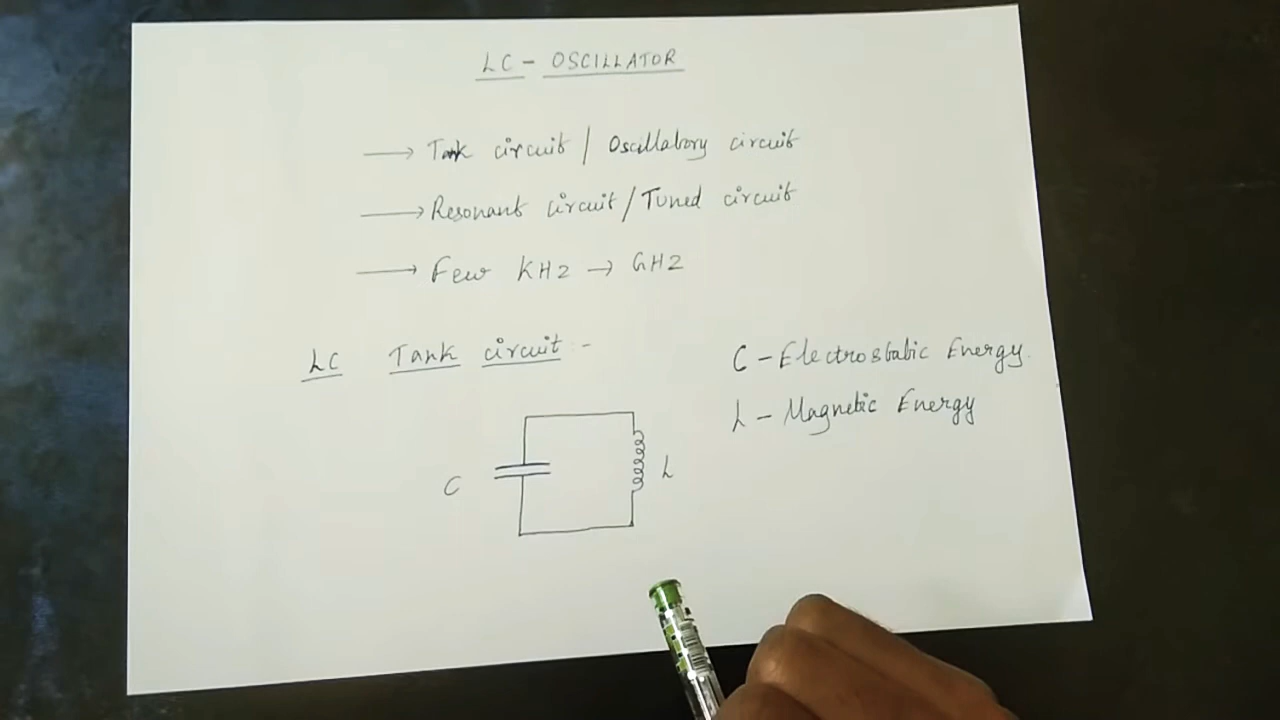 LC - OSCILLATOR
→ Tank circuit / Oscillatory circuit
→ Resonant circuit / Tuned circuit
→ Few KHZ → GHZ
LC Tank circuit -
C - Electrostatic Energy
L - Magnetic Energy
C
L